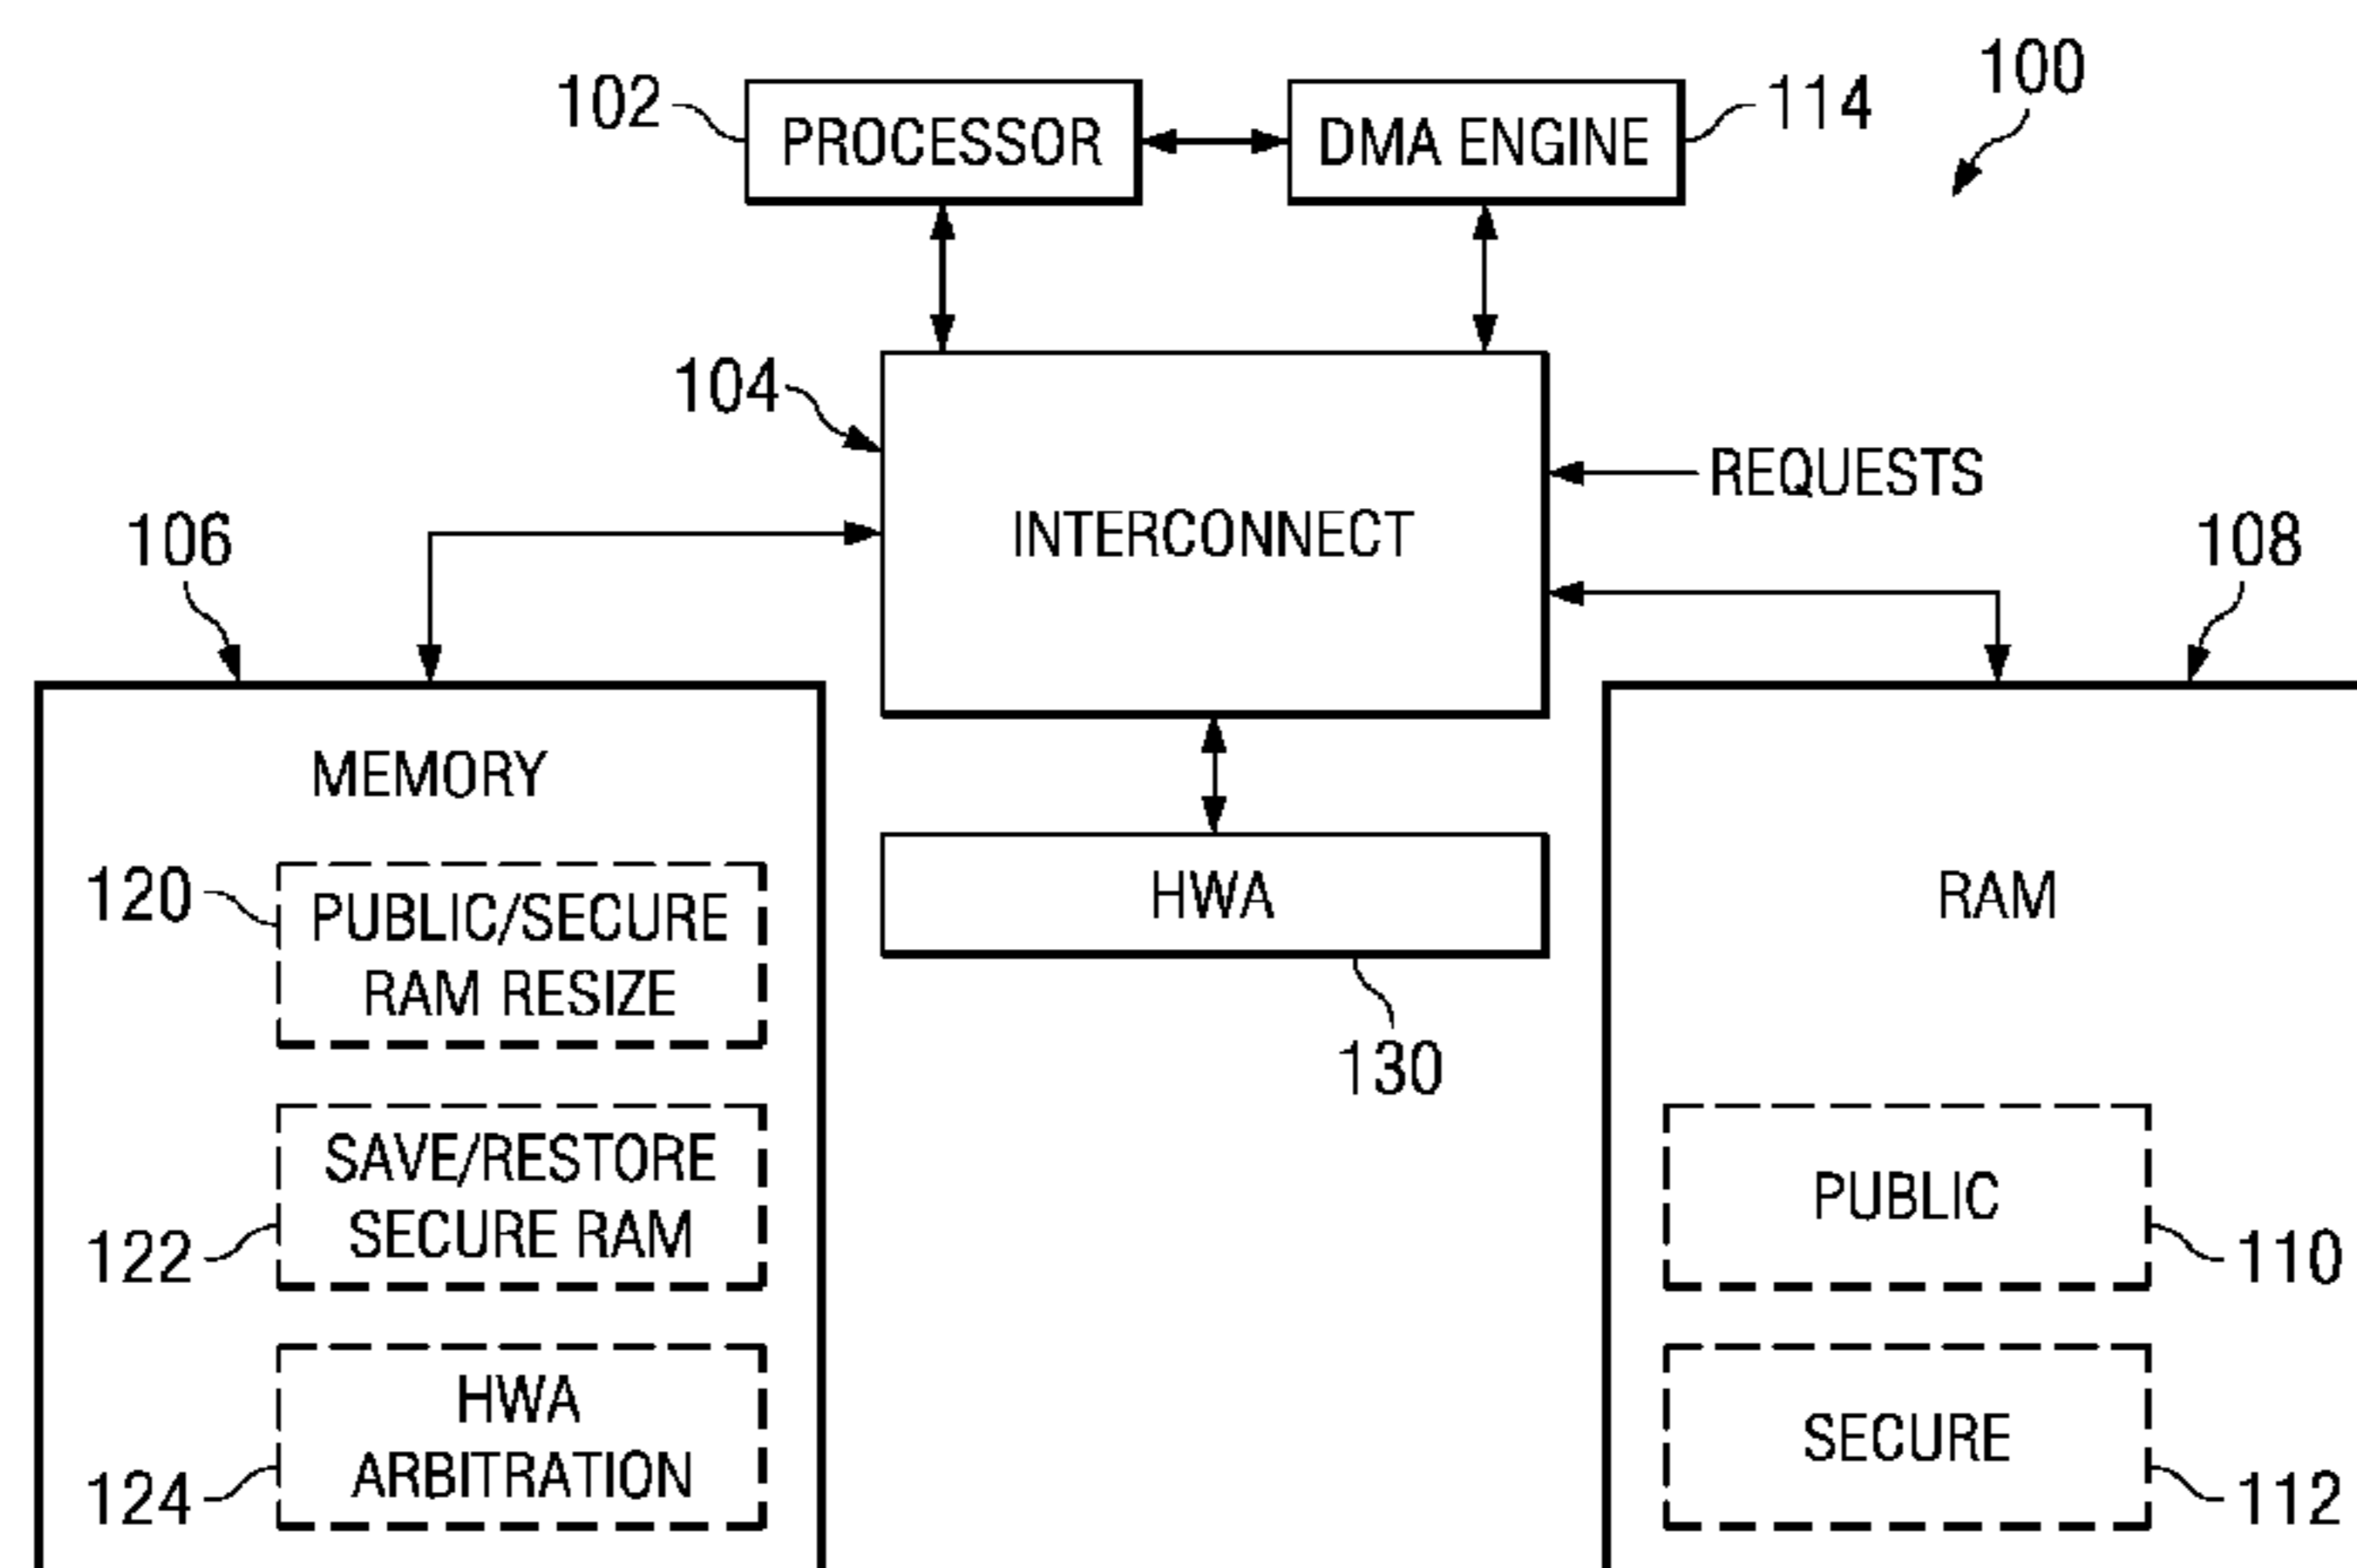 100
102
PROCESSOR
DMA ENGINE
114
104
REQUESTS
INTERCONNECT
106
108
MEMORY
120
PUBLIC/SECURE
RAM RESIZE
HWA
RAM
130
122
SAVE/RESTORE
SECURE RAM
PUBLIC
110
124
HWA
ARBITRATION
SECURE
112